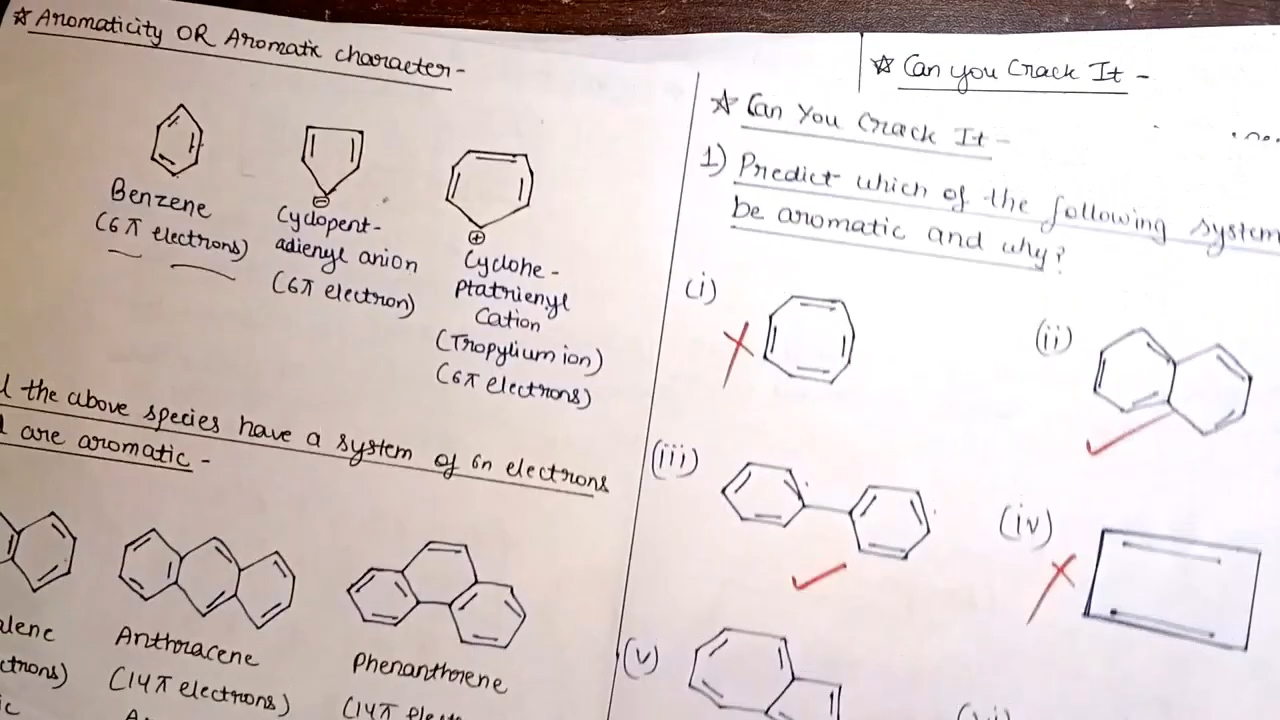 ☆ Aromaticity OR Aromatic character -
Benzene
(6π electrons)
Cyclopent-
adienyl anion
(6π electron)
Cyclohe -
ptatrienyl
Cation
(Tropylium ion)
(6π electrons)
the above species have a system of 6n electrons
are aromatic -
Anthracene
(14π electrons)
Phenanthrene
(14π
☆ Can you Crack It -
☆ Can You Crack It -
1) Predict which of the following system
be aromatic and why?
(i)
(ii)
(iii)
(iv)
(v)